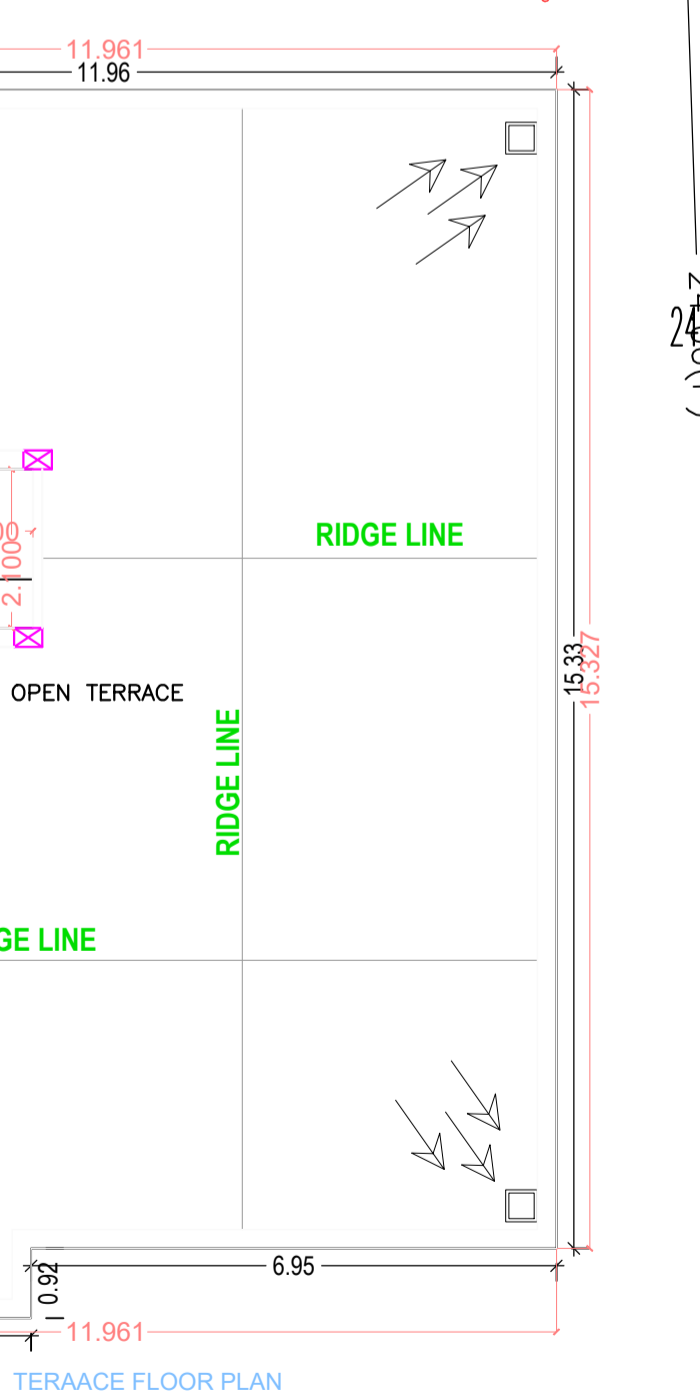 11.961
11.96
RIDGE LINE
2.100
15.33
15.327
OPEN TERRACE
RIDGE LINE
GE LINE
6.95
0.92
11.961
TERAACE FLOOR PLAN